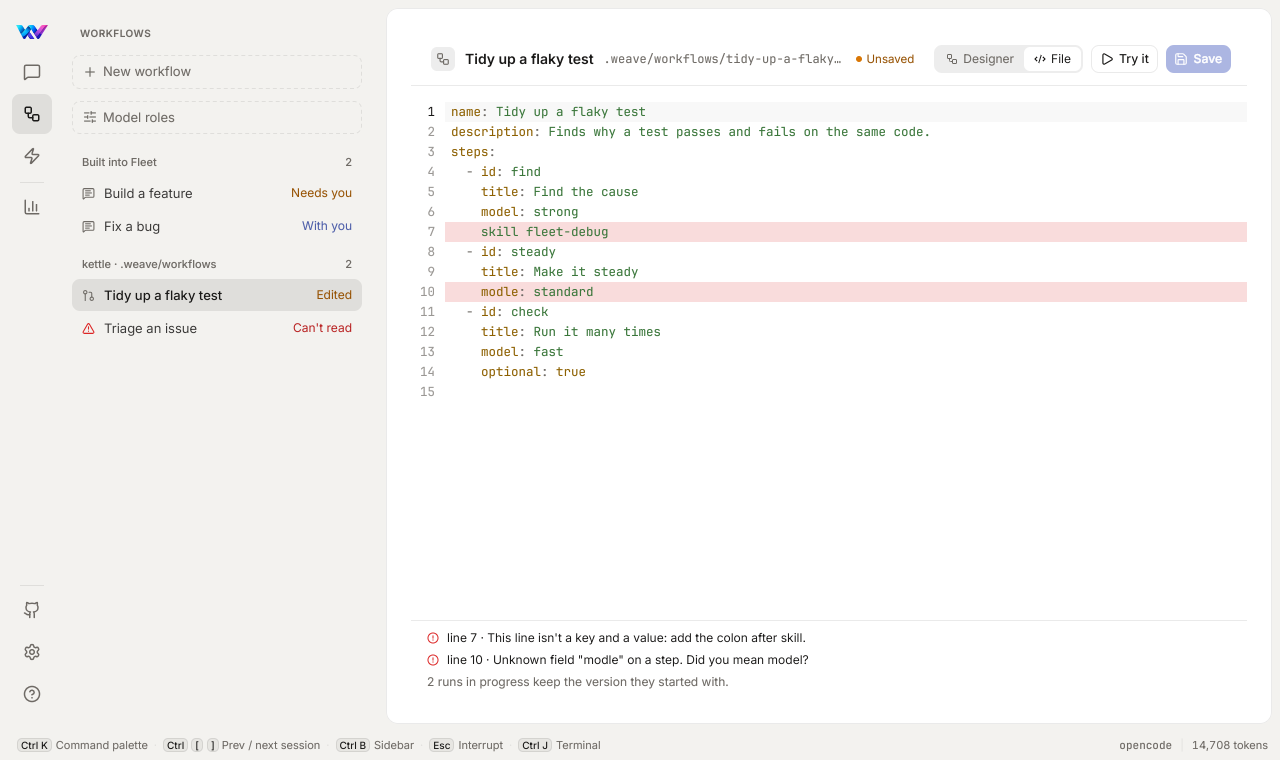 WORKFLOWS
New workflow
Model roles
Built into Fleet 2
Build a feature Needs you
Fix a bug With you
kettle · .weave/workflows 2
Tidy up a flaky test Edited
Triage an issue Can't read
Tidy up a flaky test .weave/workflows/tidy-up-a-flaky… Unsaved Designer File Try it Save
1 name: Tidy up a flaky test
2 description: Finds why a test passes and fails on the same code.
3 steps:
4 - id: find
5 title: Find the cause
6 model: strong
7 skill fleet-debug
8 - id: steady
9 title: Make it steady
10 modle: standard
11 - id: check
12 title: Run it many times
13 model: fast
14 optional: true
15
line 7 · This line isn't a key and a value: add the colon after skill.
line 10 · Unknown field "modle" on a step. Did you mean model?
2 runs in progress keep the version they started with.
Ctrl K Command palette Ctrl [ ] Prev / next session Ctrl B Sidebar Esc Interrupt Ctrl J Terminal opencode 14,708 tokens